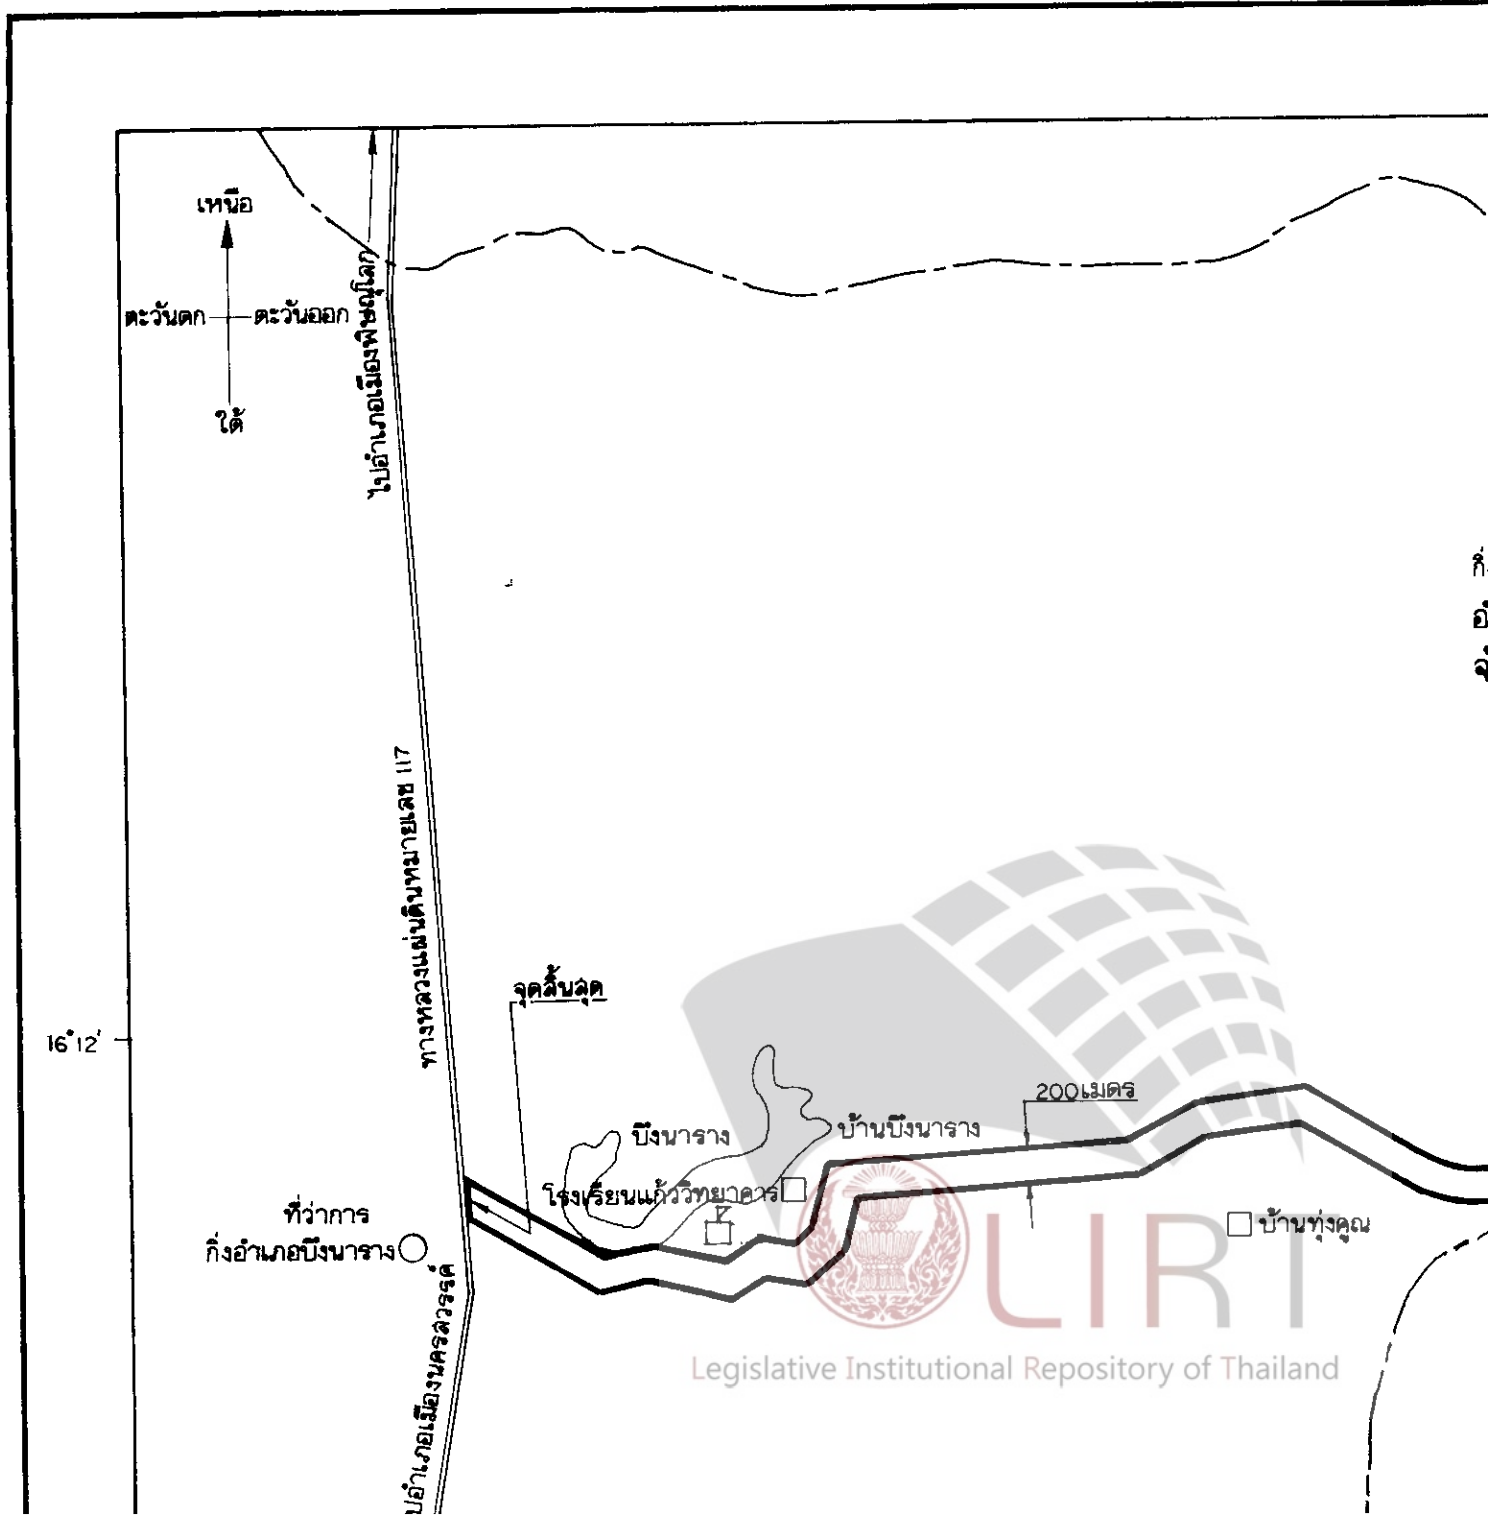 เหนือ
ตะวันตก
ตะวันออก
ใต้
ไปอำเภอเมืองพิษณุโลก
ทางหลวงแผ่นดินหมายเลข 117
จุดสิ้นสุด
16°12'
200เมตร
บึงนาราง
บ้านบึงนาราง
โรงเรียนแก้ววิทยาคาร
ที่ว่าการ
กิ่งอำเภอบึงนาราง
บ้านทุ่งคูณ
ปอำเภอเมืองนครสวรรค์
LIRT
Legislative Institutional Repository of Thailand